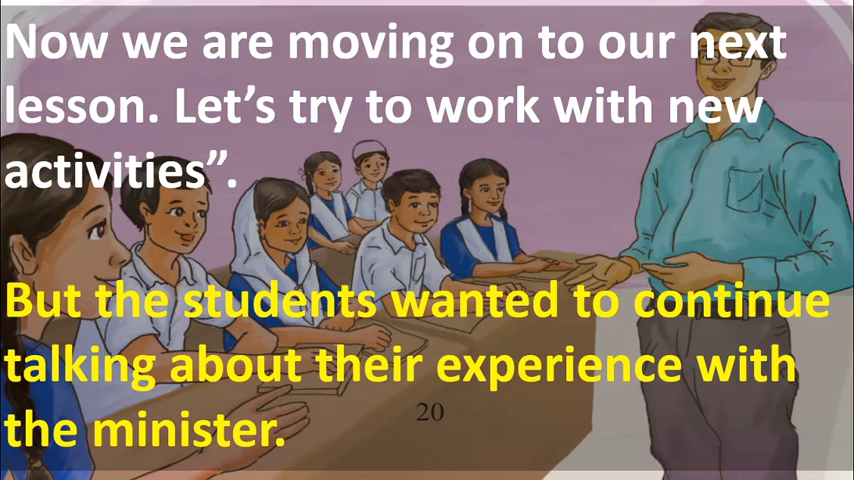 Now we are moving on to our next
lesson. Let’s try to work with new
activities”.
But the students wanted to continue
talking about their experience with
the minister.
20